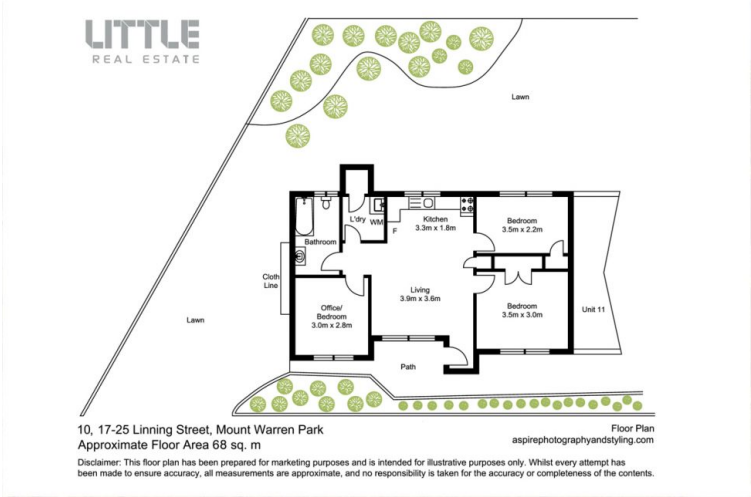 LITTLE
REAL ESTATE
Lawn
L'dry
WM
Kitchen
3.3m x 1.8m
F
Bedroom
3.5m x 2.2m
Bathroom
Cloth
Line
Living
3.9m x 3.6m
Office/
Bedroom
3.0m x 2.8m
Bedroom
3.5m x 3.0m
Unit 11
Lawn
Path
10, 17-25 Linning Street, Mount Warren Park
Approximate Floor Area 68 sq. m
Floor Plan
aspirephotographyandstyling.com
Disclaimer: This floor plan has been prepared for marketing purposes and is intended for illustrative purposes only. Whilst every attempt has
been made to ensure accuracy, all measurements are approximate, and no responsibility is taken for the accuracy or completeness of the contents.